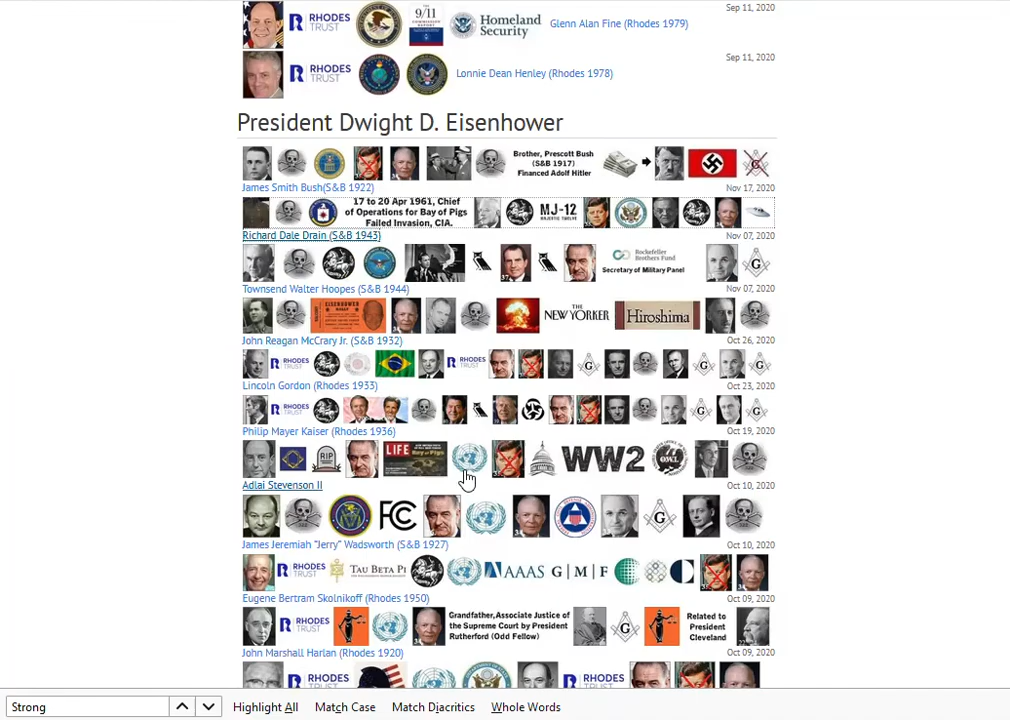 RHODES TRUST 9/11 COMMISSION REPORT Homeland Security Glenn Alan Fine (Rhodes 1979) Sep 11, 2020
RHODES TRUST Lonnie Dean Henley (Rhodes 1978) Sep 11, 2020
President Dwight D. Eisenhower
Brother, Prescott Bush
(S&B 1917)
Financed Adolf Hitler
James Smith Bush(S&B 1922) Nov 17, 2020
17 to 20 Apr 1961, Chief
of Operations for Bay of Pigs
Failed Invasion, CIA.
MJ-12
MAJESTIC TWELVE
Richard Dale Drain (S&B 1943) Nov 07, 2020
Rockefeller
Brothers Fund
Secretary of Military Panel
G
Townsend Walter Hoopes (S&B 1944) Nov 07, 2020
THE
NEW YORKER
Hiroshima
John Reagan McCrary Jr. (S&B 1932) Oct 26, 2020
RHODES TRUST RHODES TRUST G G G
Lincoln Gordon (Rhodes 1933) Oct 23, 2020
RHODES TRUST G G
Philip Mayer Kaiser (Rhodes 1936) Oct 19, 2020
RIP LIFE Bay of Pigs WW2 OWI
Adlai Stevenson II Oct 10, 2020
FCC G
James Jeremiah "Jerry" Wadsworth (S&B 1927) Oct 10, 2020
RHODES TRUST TAU BETA PI AAAS G|M|F
Eugene Bertram Skolnikoff (Rhodes 1950) Oct 09, 2020
RHODES TRUST
Grandfather, Associate Justice of
the Supreme Court by President
Rutherford (Odd Fellow)
G
Related to
President
Cleveland
John Marshall Harlan (Rhodes 1920) Oct 09, 2020
RHODES RHODES
Strong Highlight All Match Case Match Diacritics Whole Words